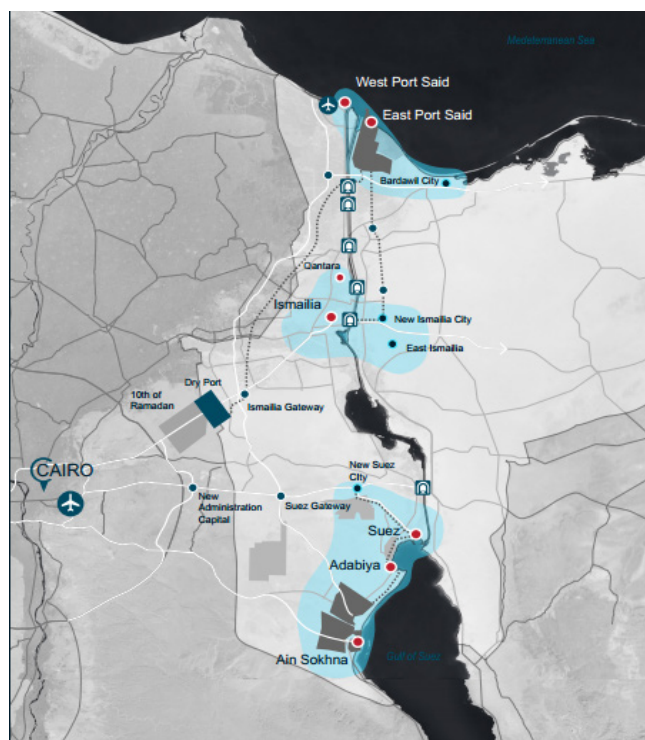 Medeterranean Sea
West Port Said
East Port Said
Bardawil City
Qantara
Ismailia
New Ismailia City
East Ismailia
Dry Port
10th of
Ramadan
Ismailia Gateway
CAIRO
New Suez
City
New
Administration
Capital
Suez Gateway
Suez
Adabiya
Ain Sokhna
Gulf of Suez